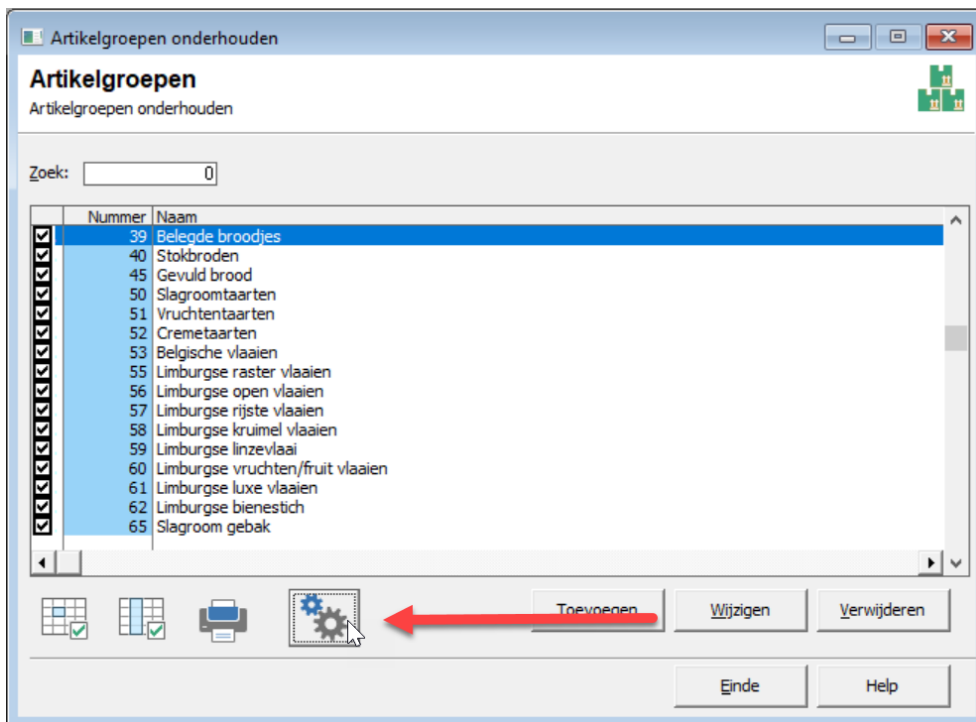 Artikelgroepen onderhouden
Artikelgroepen
Artikelgroepen onderhouden
Zoek: 0
Nummer Naam
39 Belegde broodjes
40 Stokbroden
45 Gevuld brood
50 Slagroomtaarten
51 Vruchtentaarten
52 Cremetaarten
53 Belgische vlaaien
55 Limburgse raster vlaaien
56 Limburgse open vlaaien
57 Limburgse rijste vlaaien
58 Limburgse kruimel vlaaien
59 Limburgse linzevlaai
60 Limburgse vruchten/fruit vlaaien
61 Limburgse luxe vlaaien
62 Limburgse bienestich
65 Slagroom gebak
Toevoegen Wijzigen Verwijderen
Einde Help